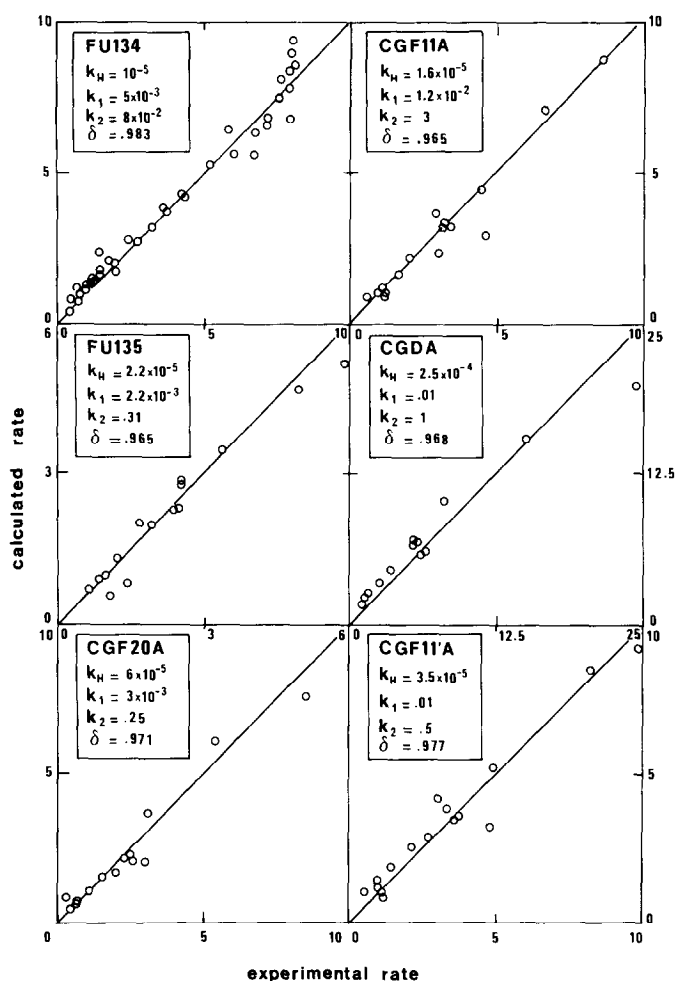 10
FU134
k_H = 10^-5
k_1 = 5x10^-3
k_2 = 8x10^-2
δ = .983
5
CGF11A
k_H = 1.6x10^-5
k_1 = 1.2x10^-2
k_2 = 3
δ = .965
5
0
0
6
0
5
10
0
5
10
25
FU135
k_H = 2.2x10^-5
k_1 = 2.2x10^-3
k_2 = .31
δ = .965
3
CGDA
k_H = 2.5x10^-4
k_1 = .01
k_2 = 1
δ = .968
12.5
calculated rate
0
0
10
0
3
6
0
12.5
25
10
CGF20A
k_H = 6x10^-5
k_1 = 3x10^-3
k_2 = .25
δ = .971
5
CGF11'A
k_H = 3.5x10^-5
k_1 = .01
k_2 = .5
δ = .977
5
0
0
0
5
10
0
5
10
experimental rate